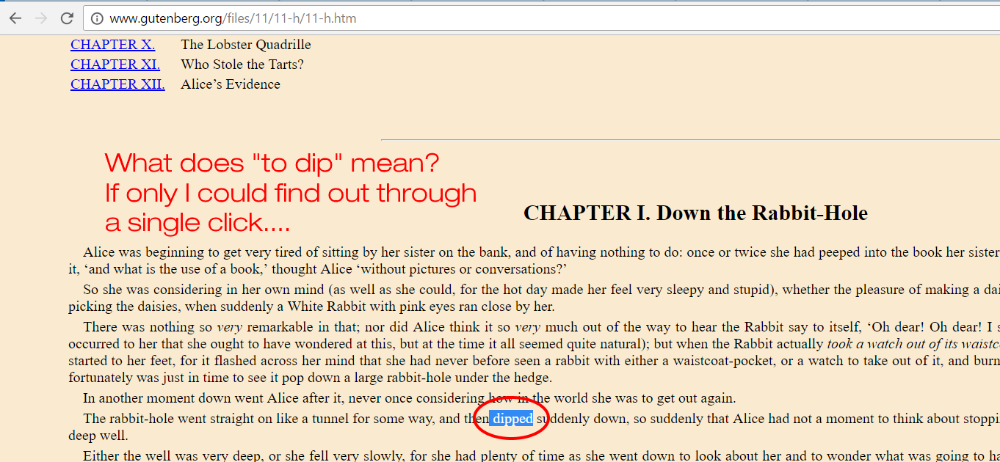 www.gutenberg.org/files/11/11-h/11-h.htm
CHAPTER X. The Lobster Quadrille
CHAPTER XI. Who Stole the Tarts?
CHAPTER XII. Alice’s Evidence
What does "to dip" mean?
If only I could find out through
a single click....
CHAPTER I. Down the Rabbit-Hole
Alice was beginning to get very tired of sitting by her sister on the bank, and of having nothing to do: once or twice she had peeped into the book her sister
it, ‘and what is the use of a book,’ thought Alice ‘without pictures or conversations?’
So she was considering in her own mind (as well as she could, for the hot day made her feel very sleepy and stupid), whether the pleasure of making a
picking the daisies, when suddenly a White Rabbit with pink eyes ran close by her.
There was nothing so very remarkable in that; nor did Alice think it so very much out of the way to hear the Rabbit say to itself, ‘Oh dear! Oh dear! I
occurred to her that she ought to have wondered at this, but at the time it all seemed quite natural); but when the Rabbit actually took a watch out of its
started to her feet, for it flashed across her mind that she had never before seen a rabbit with either a waistcoat-pocket, or a watch to take out of it, and
fortunately was just in time to see it pop down a large rabbit-hole under the hedge.
In another moment down went Alice after it, never once considering how in the world she was to get out again.
The rabbit-hole went straight on like a tunnel for some way, and then dipped suddenly down, so suddenly that Alice had not a moment to think about
deep well.
Either the well was very deep, or she fell very slowly, for she had plenty of time as she went down to look about her and to wonder what was going to